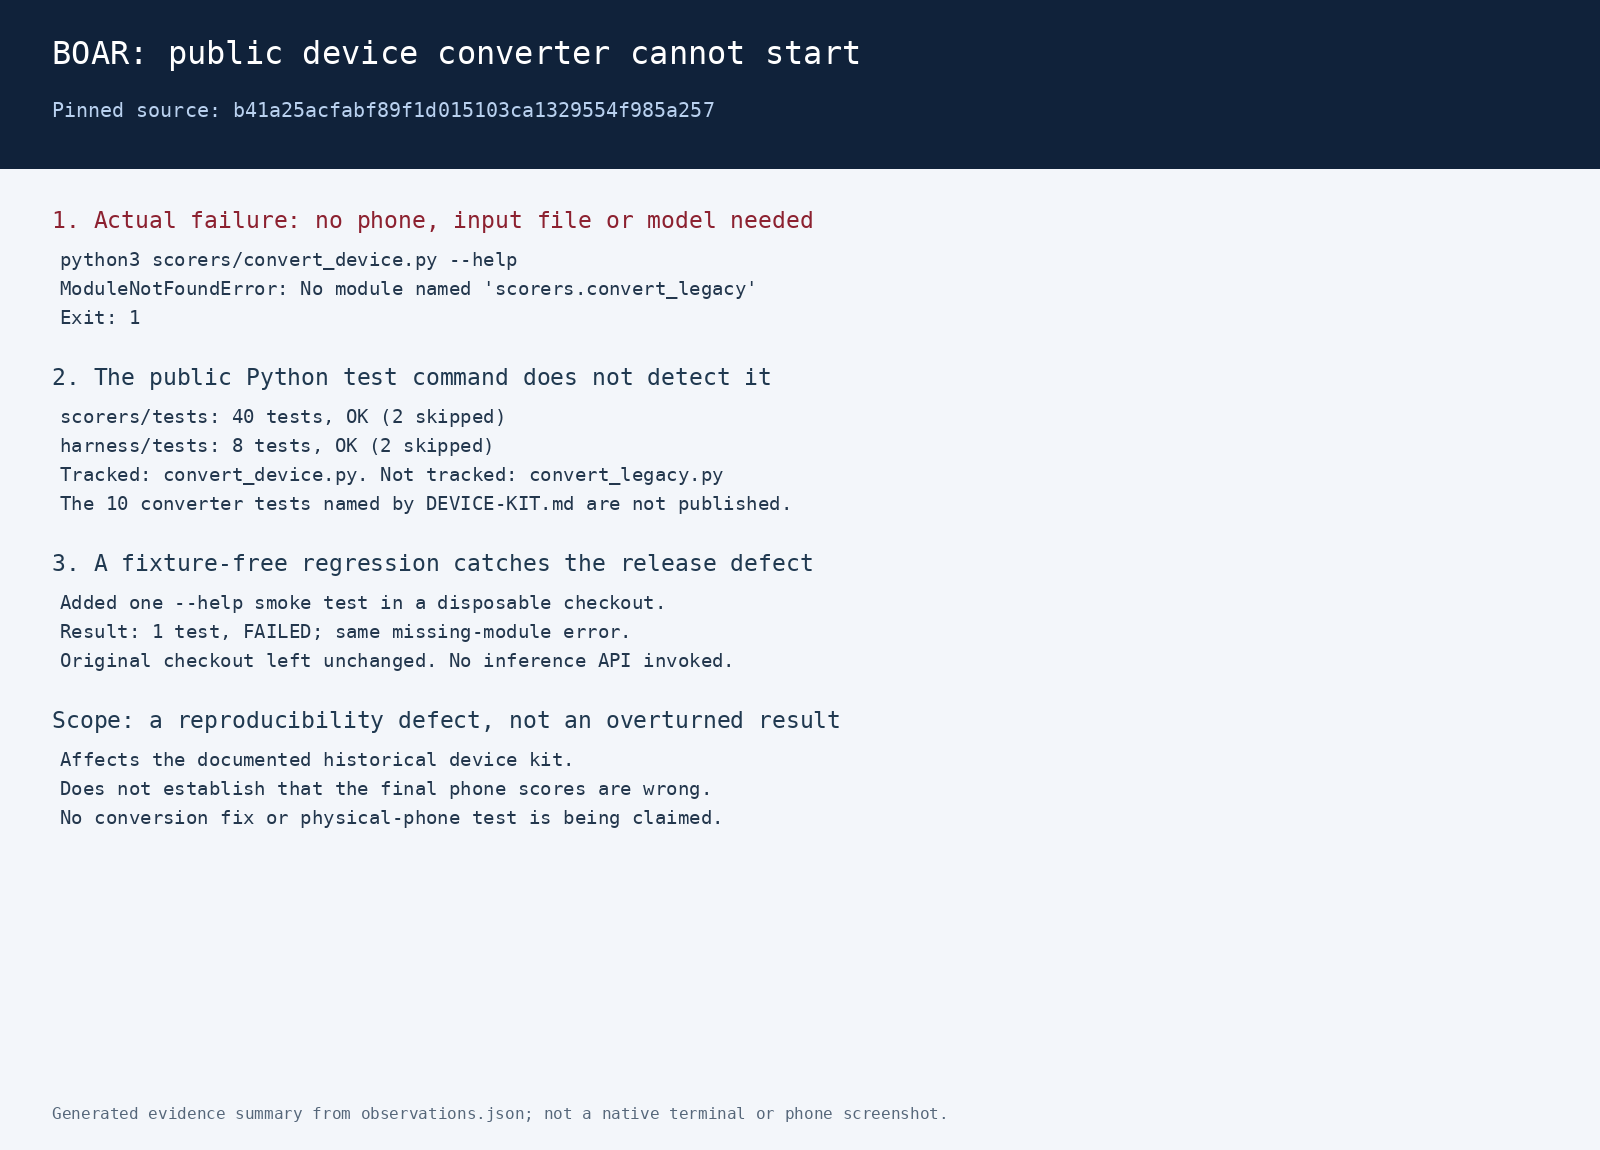 BOAR: public device converter cannot start
Pinned source: b41a25acfabf89f1d015103ca1329554f985a257
1. Actual failure: no phone, input file or model needed
python3 scorers/convert_device.py --help
ModuleNotFoundError: No module named 'scorers.convert_legacy'
Exit: 1
2. The public Python test command does not detect it
scorers/tests: 40 tests, OK (2 skipped)
harness/tests: 8 tests, OK (2 skipped)
Tracked: convert_device.py. Not tracked: convert_legacy.py
The 10 converter tests named by DEVICE-KIT.md are not published.
3. A fixture-free regression catches the release defect
Added one --help smoke test in a disposable checkout.
Result: 1 test, FAILED; same missing-module error.
Original checkout left unchanged. No inference API invoked.
Scope: a reproducibility defect, not an overturned result
Affects the documented historical device kit.
Does not establish that the final phone scores are wrong.
No conversion fix or physical-phone test is being claimed.
Generated evidence summary from observations.json; not a native terminal or phone screenshot.